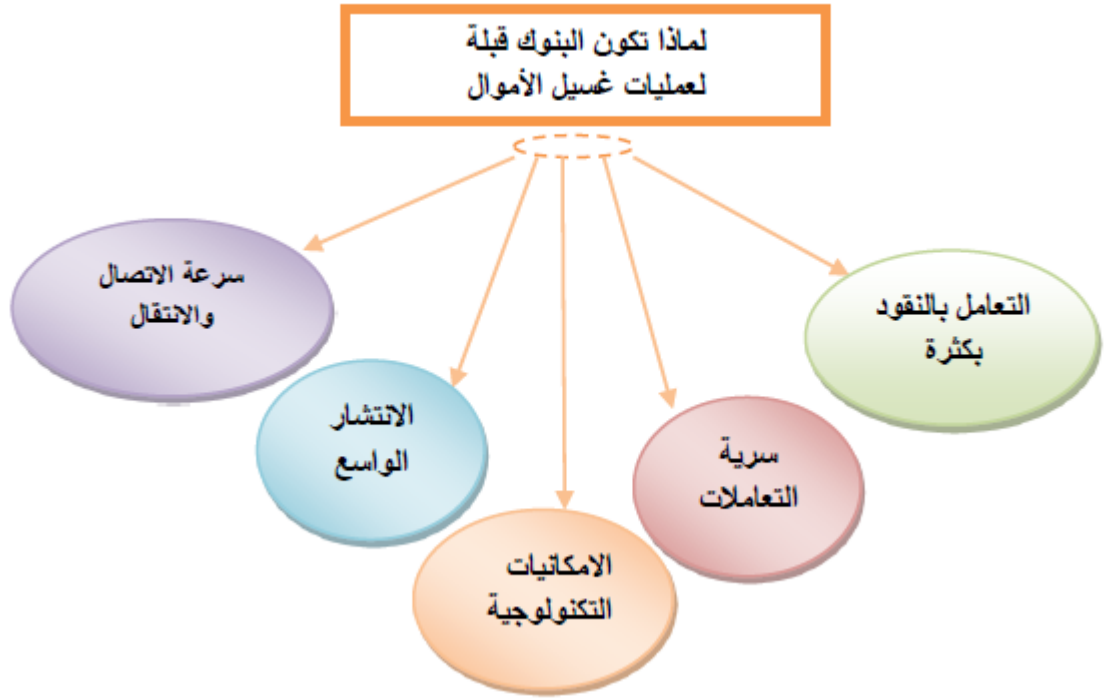 لماذا تكون البنوك قبلة
لعمليات غسيل الأموال
التعامل بالنقود
بكثرة
سرية
التعاملات
الامكانيات
التكنولوجية
الانتشار
الواسع
سرعة الاتصال
والانتقال